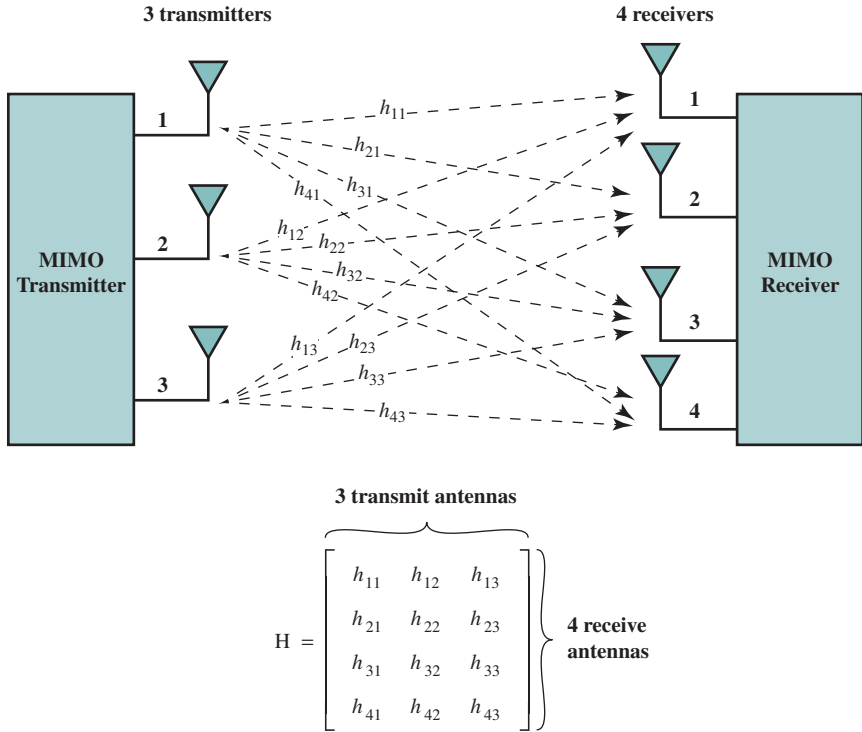 3 transmitters
4 receivers
1
2
3
MIMO
Transmitter
h11
h21
h31
h41
h12
h22
h32
h42
h13
h23
h33
h43
1
2
3
4
MIMO
Receiver
3 transmit antennas
H =
h11 h12 h13
h21 h22 h23
h31 h32 h33
h41 h42 h43
4 receive
antennas